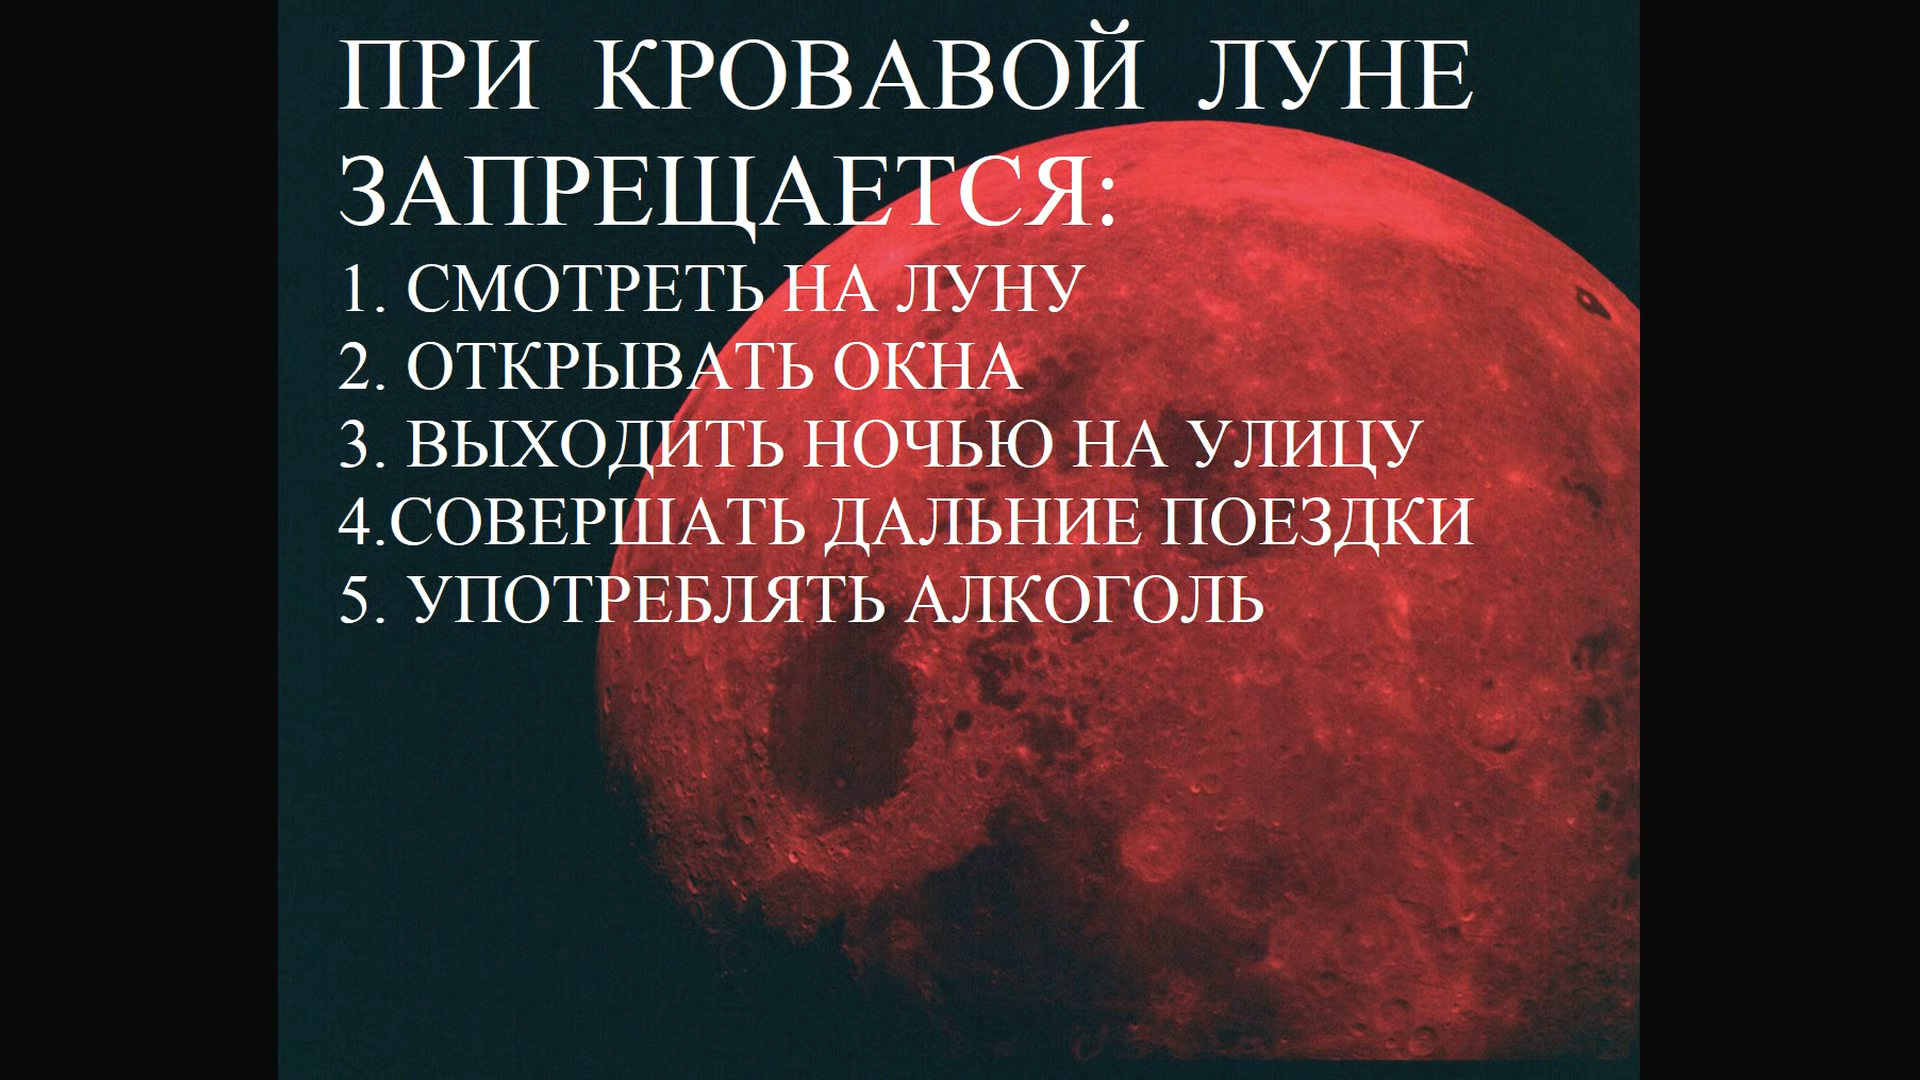 ПРИ КРОВАВОЙ ЛУНЕ
ЗАПРЕЩАЕТСЯ:
1. СМОТРЕТЬ НА ЛУНУ
2. ОТКРЫВАТЬ ОКНА
3. ВЫХОДИТЬ НОЧЬЮ НА УЛИЦУ
4.СОВЕРШАТЬ ДАЛЬНИЕ ПОЕЗДКИ
5. УПОТРЕБЛЯТЬ АЛКОГОЛЬ